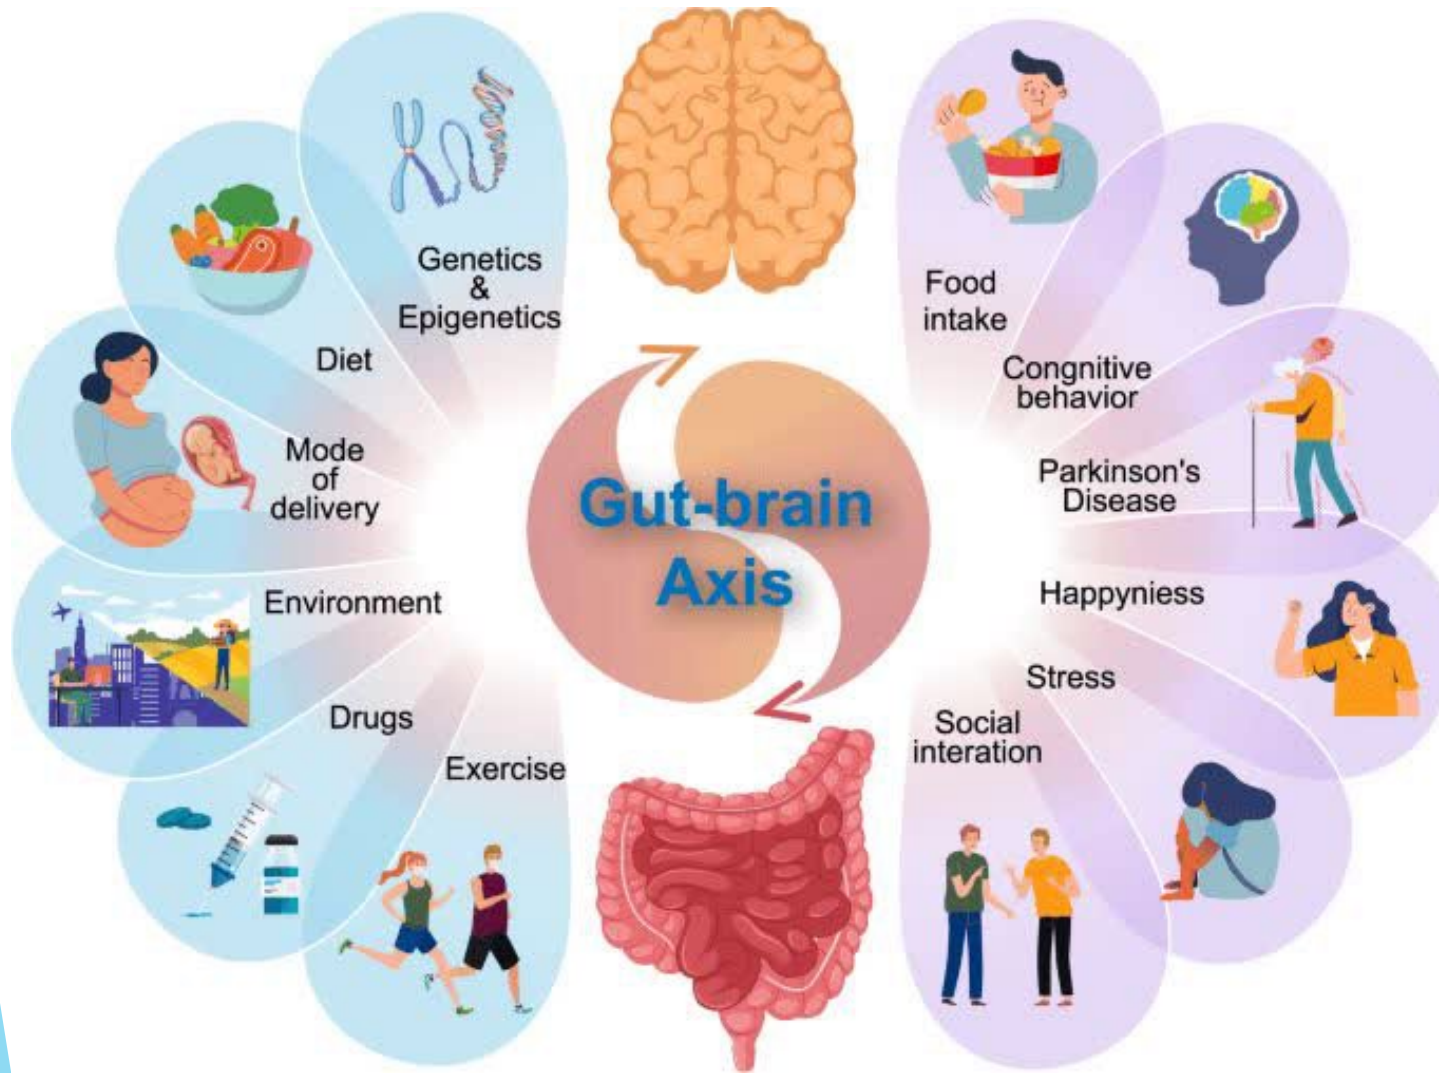 Genetics
&
Epigenetics
Diet
Mode
of
delivery
Environment
Drugs
Exercise
Gut-brain
Axis
Food
intake
Congnitive
behavior
Parkinson's
Disease
Happyniess
Stress
Social
interation